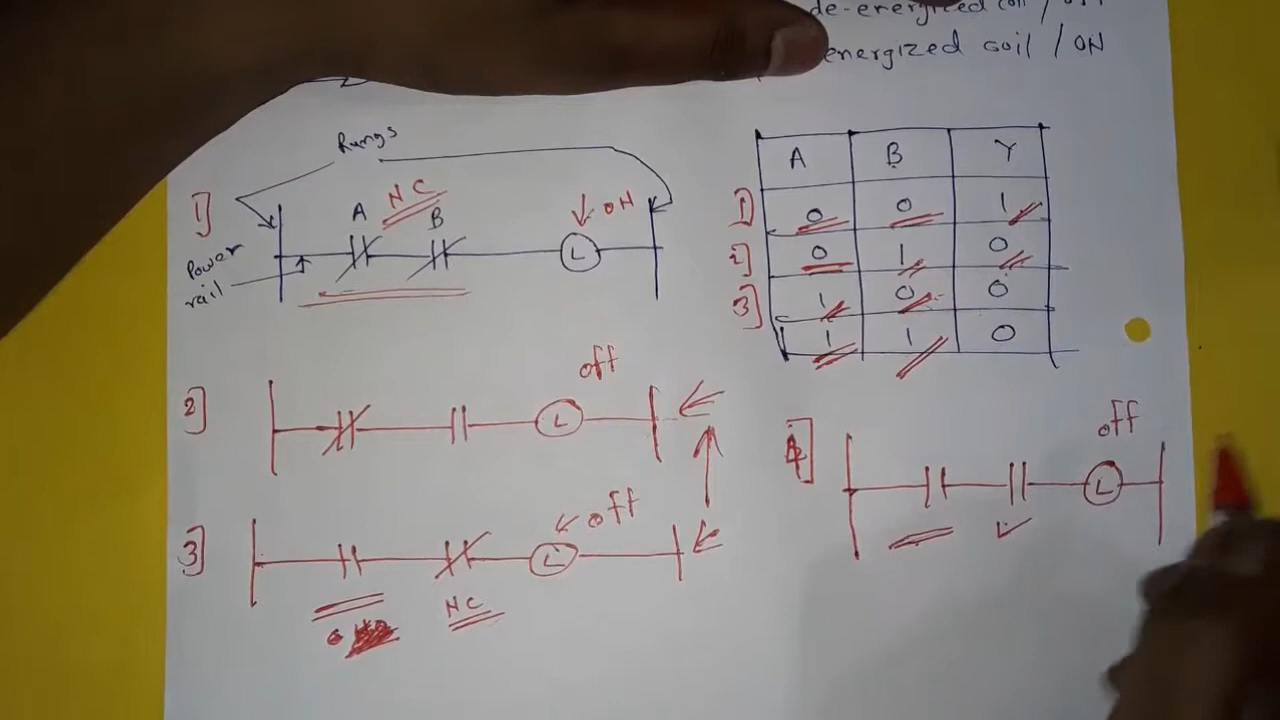 de-energized coil / OFF
energized coil / ON
Rungs
1]
A
NC
B
ON
L
Power
rail
A B Y
1] 0 0 1
2] 0 1 0
3] 1 0 0
1 1 0
2]
off
L
3]
off
L
NC
4]
off
L